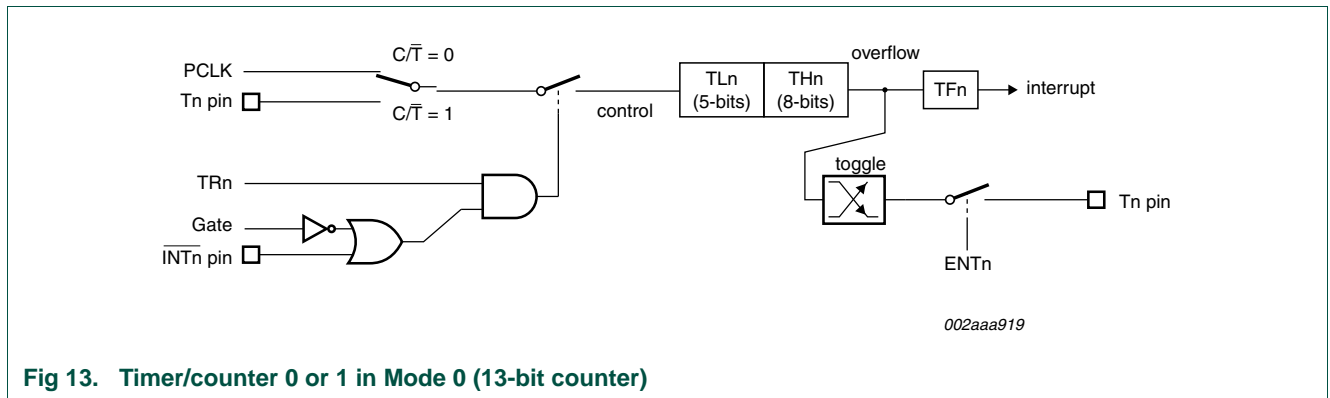 overflow
C/T̅ = 0
PCLK
Tn pin
C/T̅ = 1
control
TLn
(5-bits)
THn
(8-bits)
TFn
interrupt
toggle
TRn
Gate
I̅N̅T̅n̅ pin
Tn pin
ENTn
002aaa919
Fig 13. Timer/counter 0 or 1 in Mode 0 (13-bit counter)